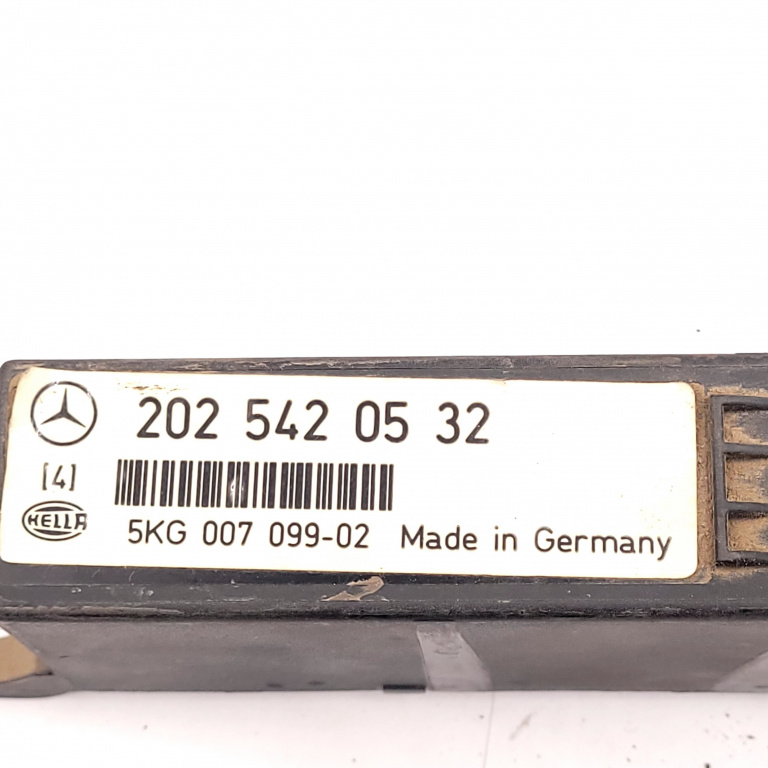 202 542 05 32
[4]
HELLA
5KG 007 099-02 Made in Germany